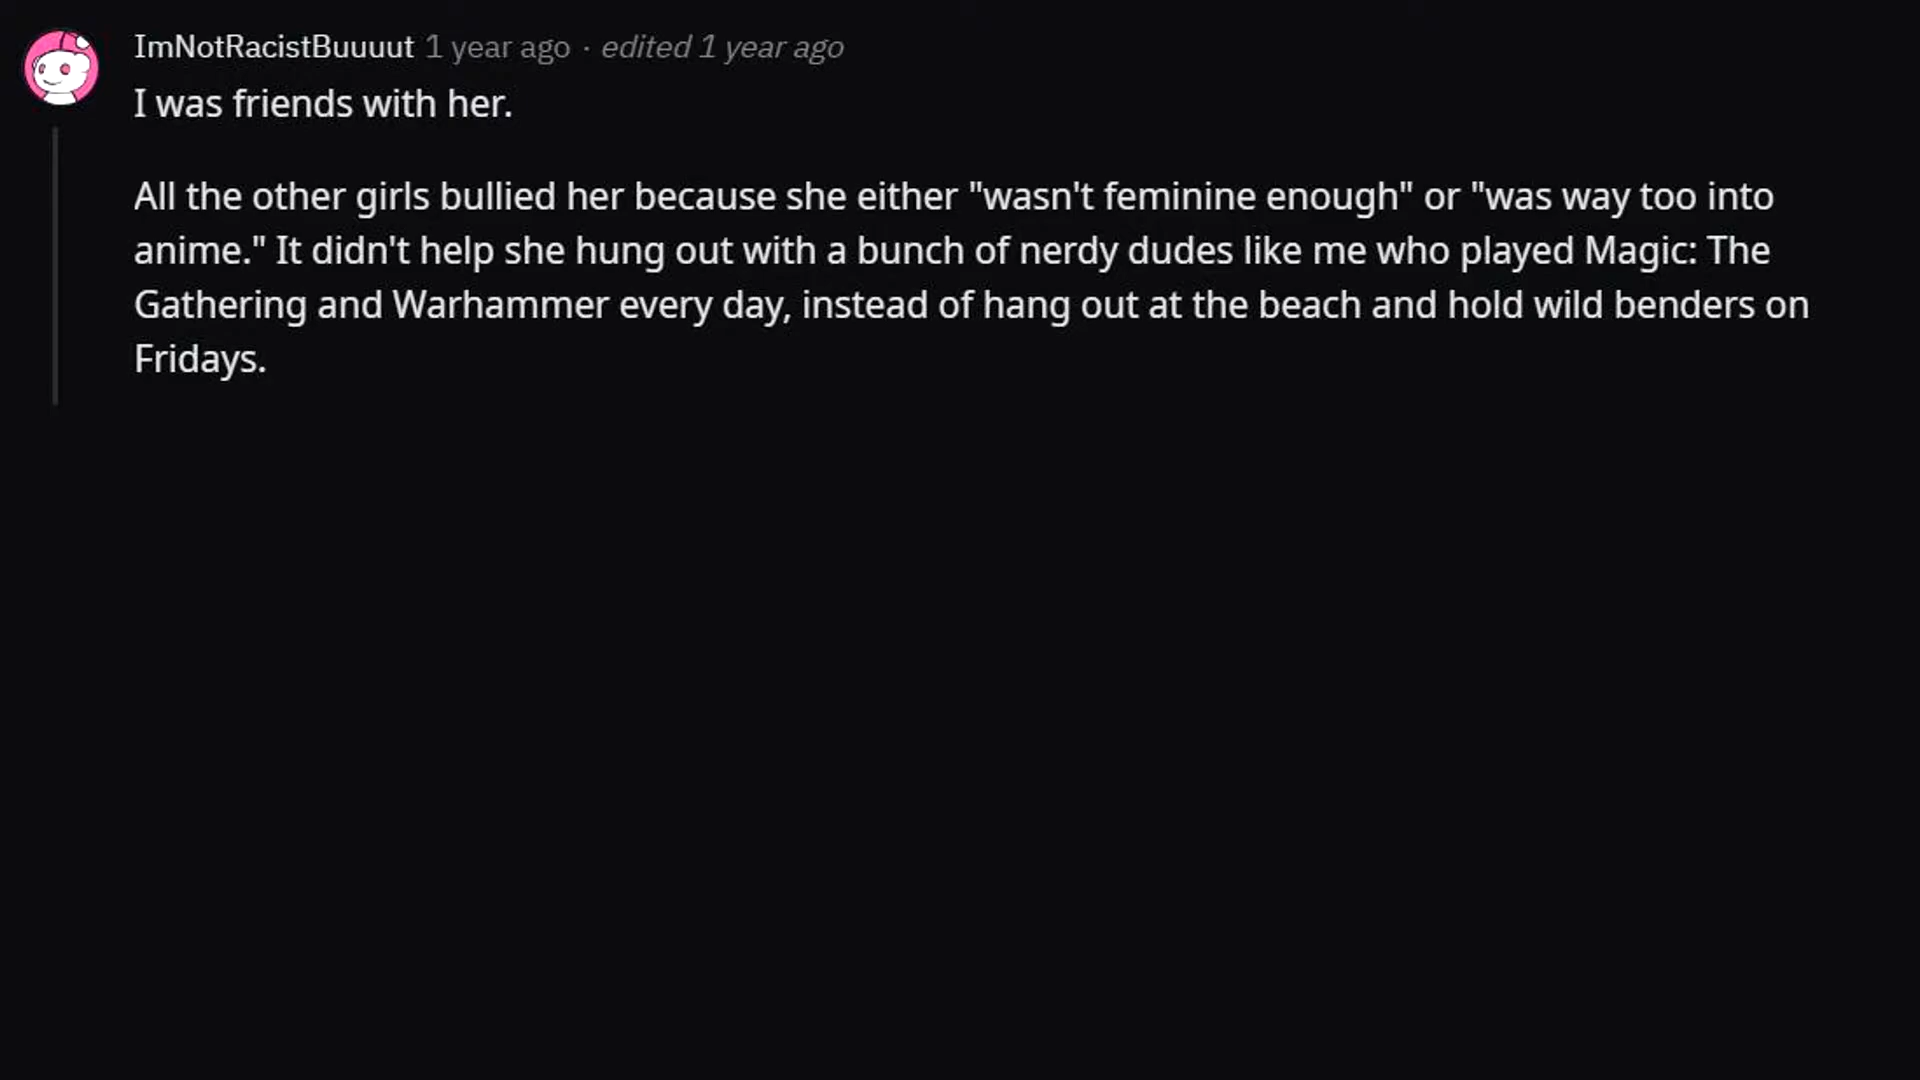 ImNotRacistBuuuut 1 year ago · edited 1 year ago
I was friends with her.
All the other girls bullied her because she either "wasn't feminine enough" or "was way too into
anime." It didn't help she hung out with a bunch of nerdy dudes like me who played Magic: The
Gathering and Warhammer every day, instead of hang out at the beach and hold wild benders on
Fridays.